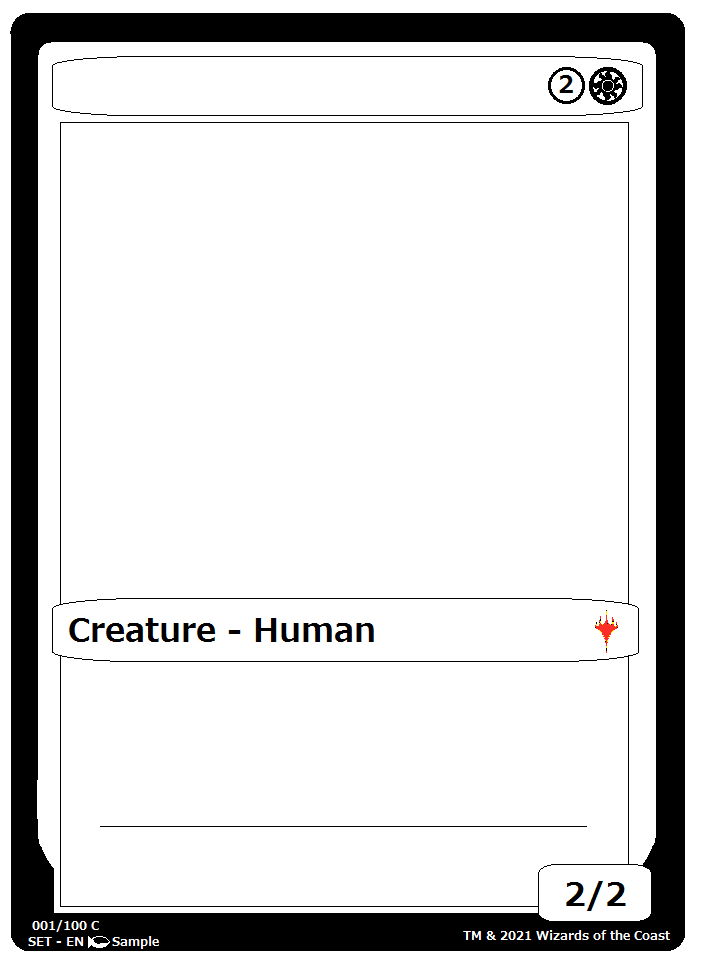 2
Creature - Human
2/2
001/100 C
SET - EN Sample
TM & 2021 Wizards of the Coast